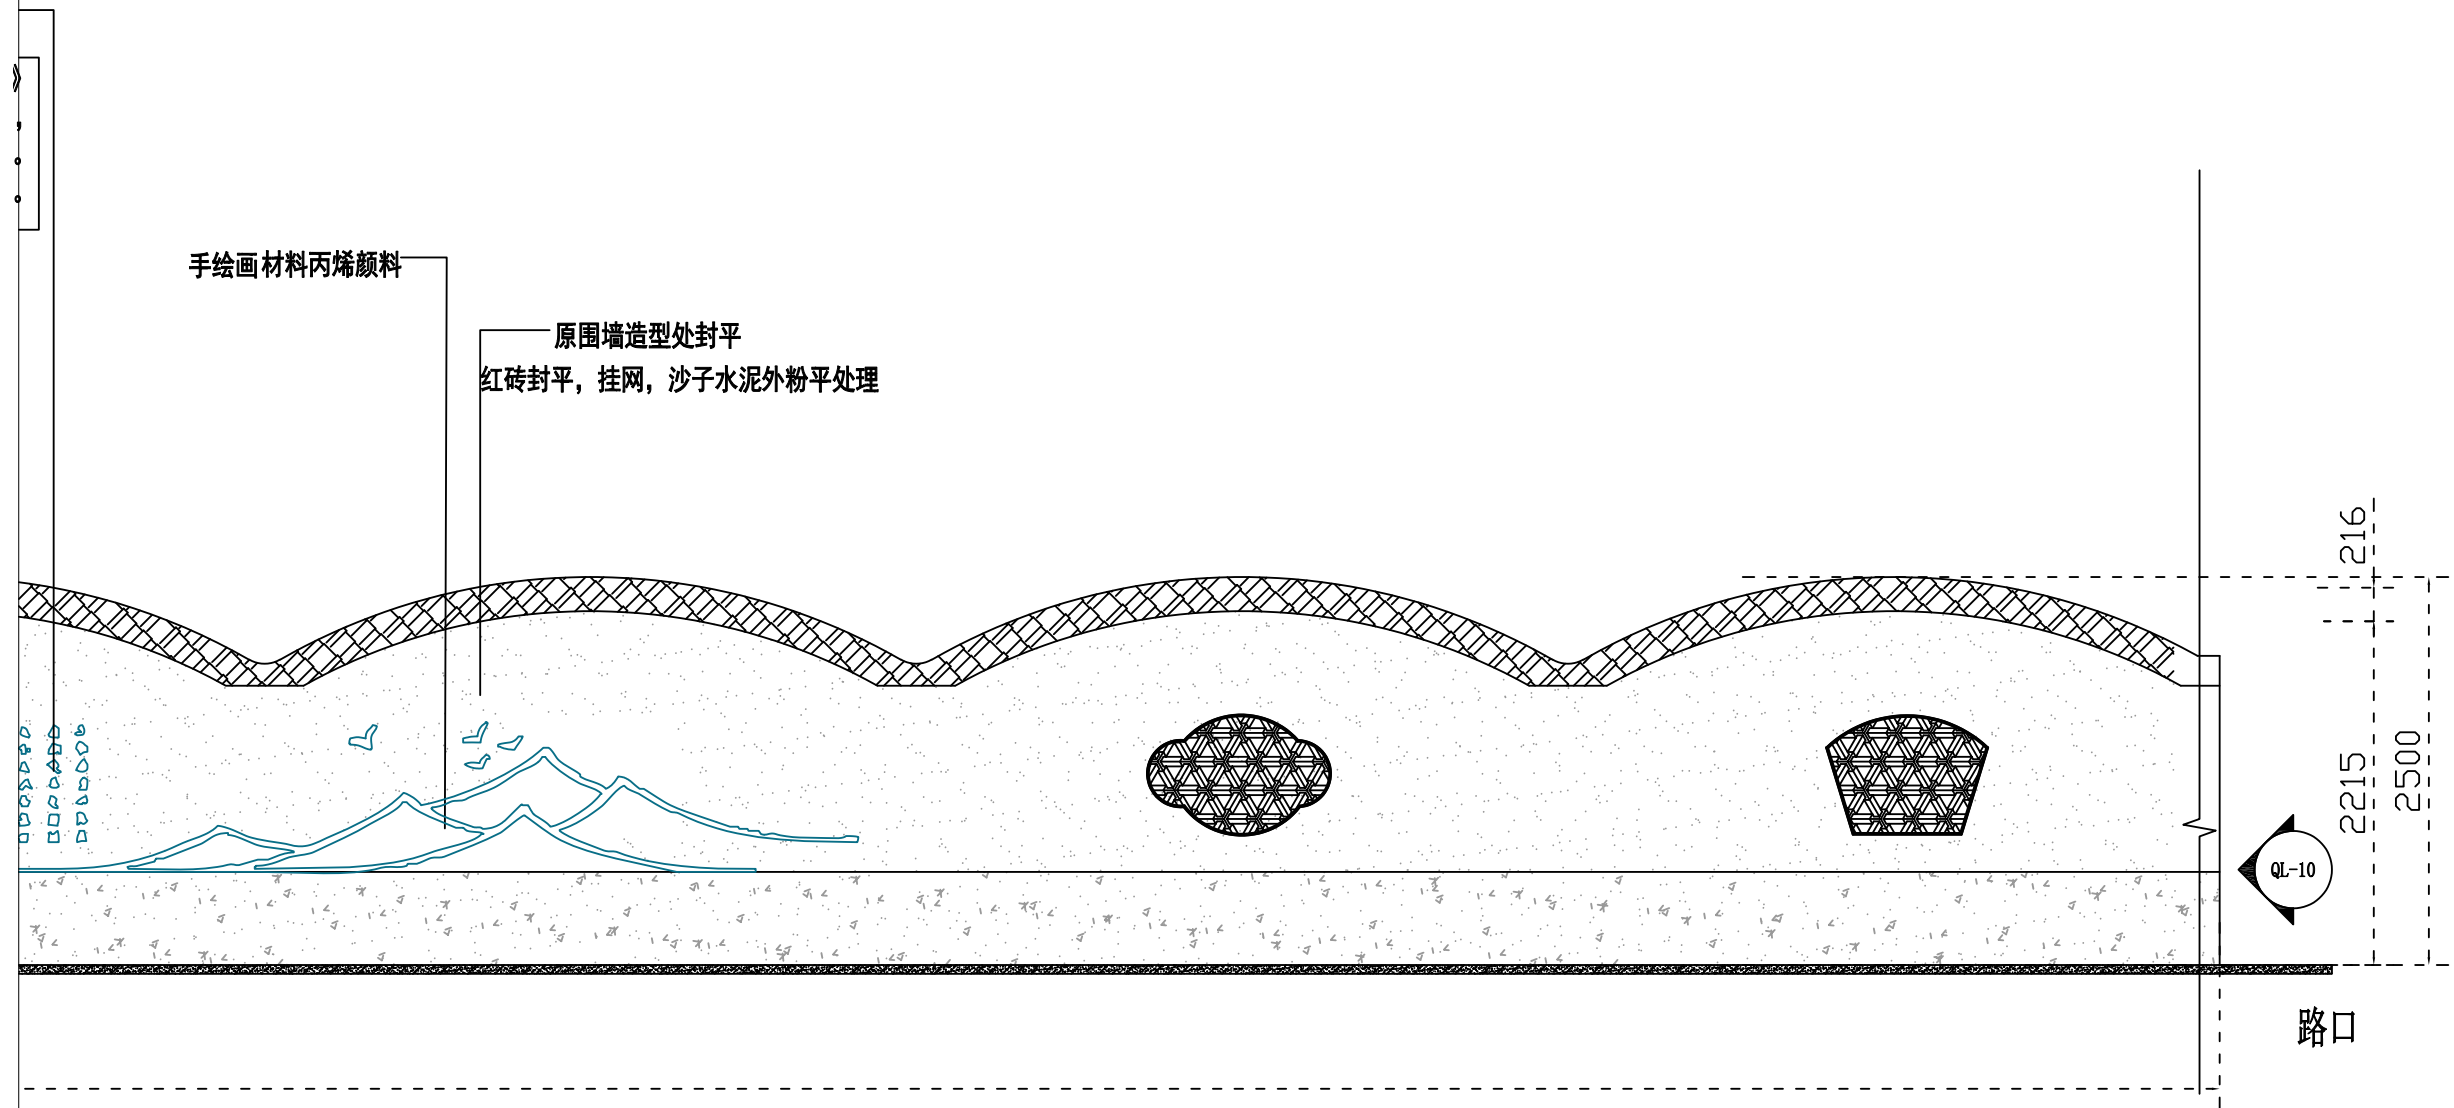 》
，
。
。
手绘画材料丙烯颜料
原围墙造型处封平
红砖封平，挂网，沙子水泥外粉平处理
216
2215
2500
QL-10
路口